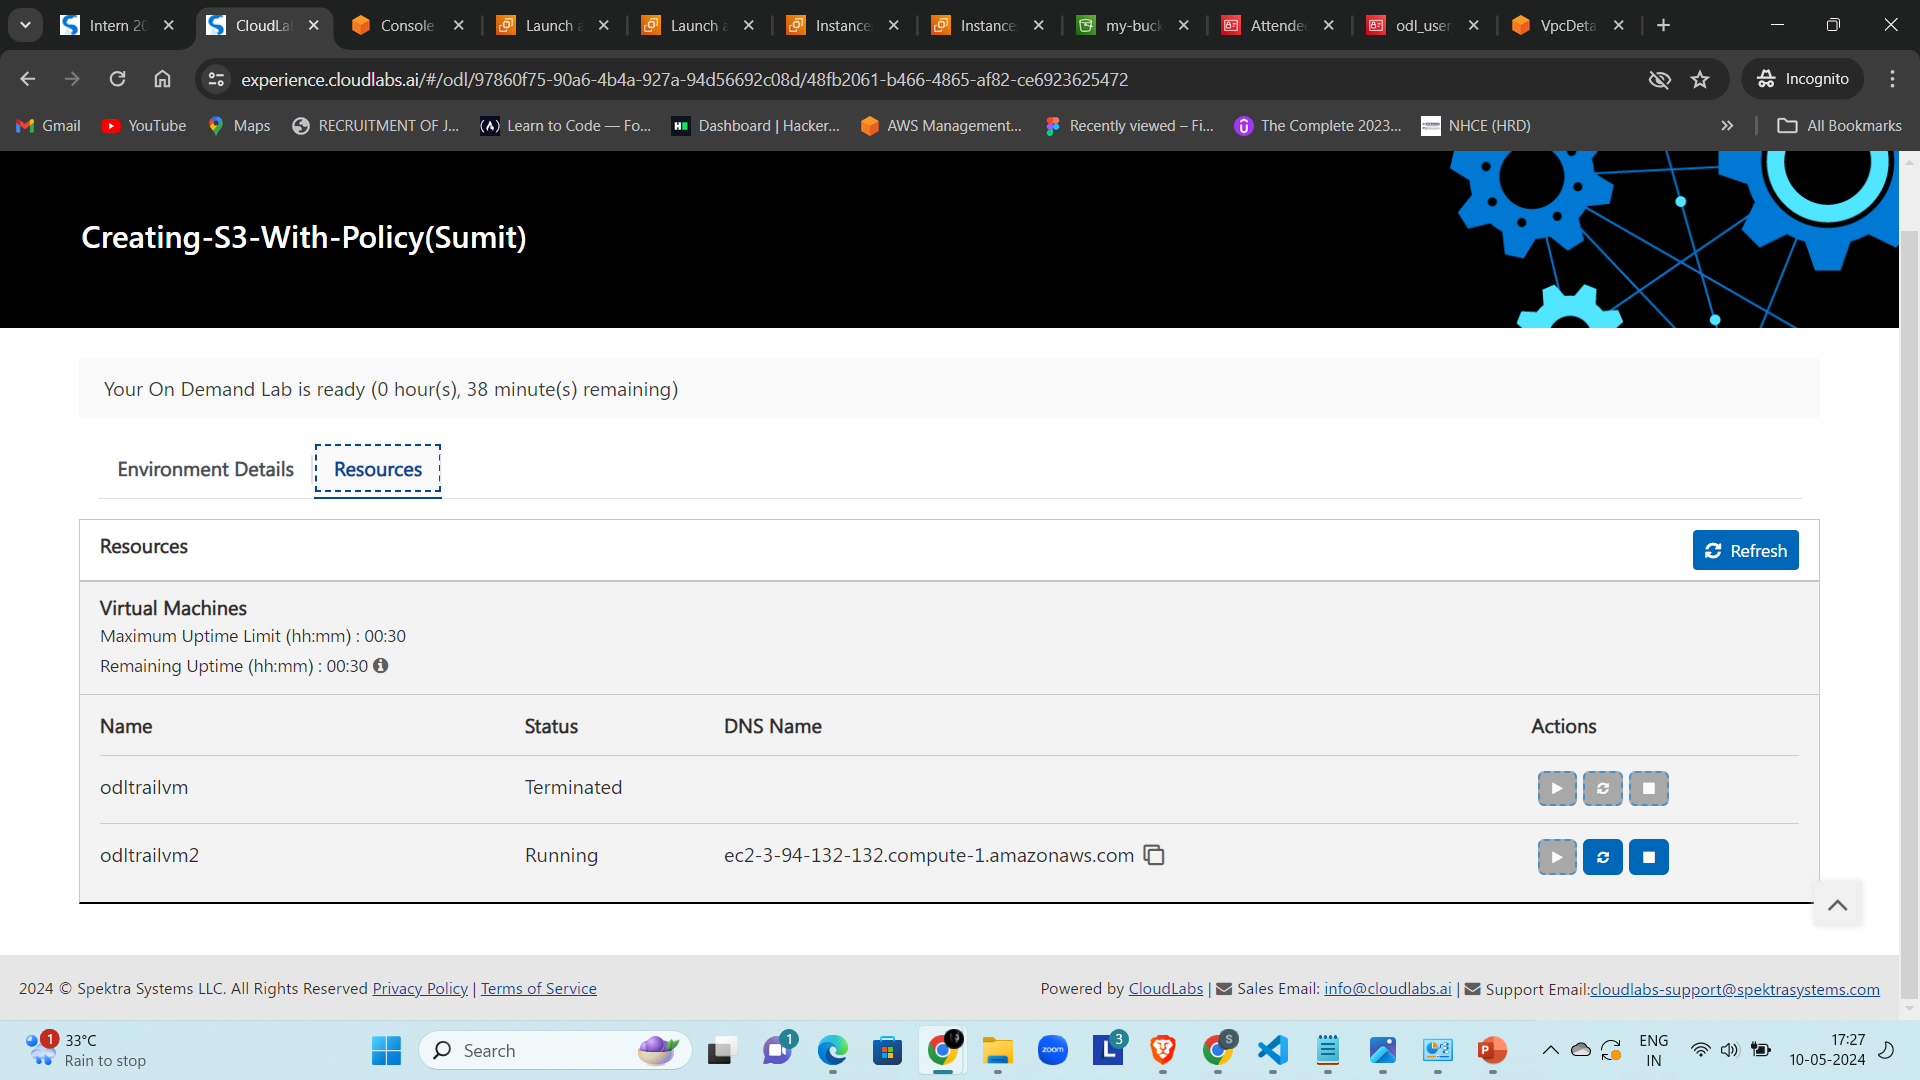 Intern 20
CloudLa
Console
Launch a
Launch a
Instance
Instance
my-buck
Attende
odl_user
VpcDeta
experience.cloudlabs.ai/#/odl/97860f75-90a6-4b4a-927a-94d56692c08d/48fb2061-b466-4865-af82-ce6923625472
Incognito
Gmail
YouTube
Maps
RECRUITMENT OF J...
Learn to Code — Fo...
Dashboard | Hacker...
AWS Management...
Recently viewed – Fi...
The Complete 2023...
NHCE (HRD)
All Bookmarks
Creating-S3-With-Policy(Sumit)
Your On Demand Lab is ready (0 hour(s), 38 minute(s) remaining)
Environment Details
Resources
Resources
Refresh
Virtual Machines
Maximum Uptime Limit (hh:mm) : 00:30
Remaining Uptime (hh:mm) : 00:30
Name Status DNS Name Actions
odltrailvm Terminated
odltrailvm2 Running ec2-3-94-132-132.compute-1.amazonaws.com
2024 © Spektra Systems LLC. All Rights Reserved Privacy Policy | Terms of Service
Powered by CloudLabs | Sales Email: info@cloudlabs.ai | Support Email:cloudlabs-support@spektrasystems.com
1
33°C
Rain to stop
Search
1
zoom
L
3
S
P
ENG
IN
17:27
10-05-2024